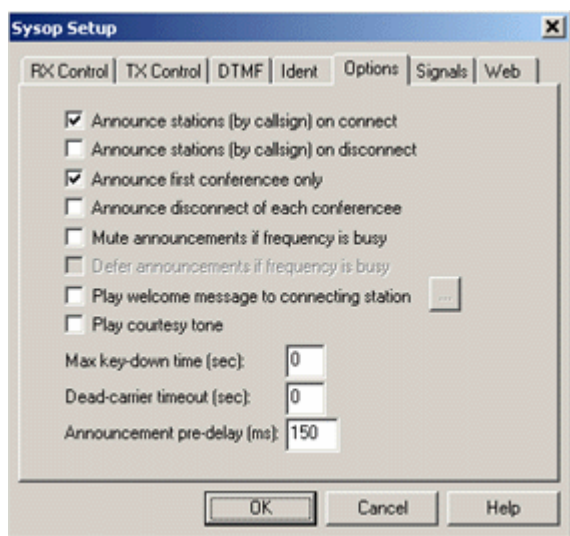 Sysop Setup
RX Control TX Control DTMF Ident Options Signals Web
Announce stations (by callsign) on connect
Announce stations (by callsign) on disconnect
Announce first conferencee only
Announce disconnect of each conferencee
Mute announcements if frequency is busy
Defer announcements if frequency is busy
Play welcome message to connecting station ...
Play courtesy tone
Max key-down time (sec): 0
Dead-carrier timeout (sec): 0
Announcement pre-delay (ms): 150
OK Cancel Help